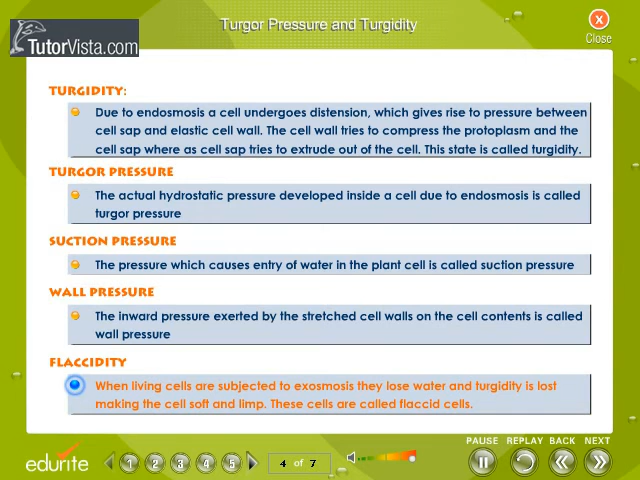 Turgor Pressure and Turgidity
Close
TutorVista.com
TURGIDITY:
Due to endosmosis a cell undergoes distension, which gives rise to pressure between
cell sap and elastic cell wall. The cell wall tries to compress the protoplasm and the
cell sap where as cell sap tries to extrude out of the cell. This state is called turgidity.
TURGOR PRESSURE
The actual hydrostatic pressure developed inside a cell due to endosmosis is called
turgor pressure
SUCTION PRESSURE
The pressure which causes entry of water in the plant cell is called suction pressure
WALL PRESSURE
The inward pressure exerted by the stretched cell walls on the cell contents is called
wall pressure
FLACCIDITY
When living cells are subjected to exosmosis they lose water and turgidity is lost
making the cell soft and limp. These cells are called flaccid cells.
PAUSE REPLAY BACK NEXT
edurite 1 2 3 4 5 4 of 7